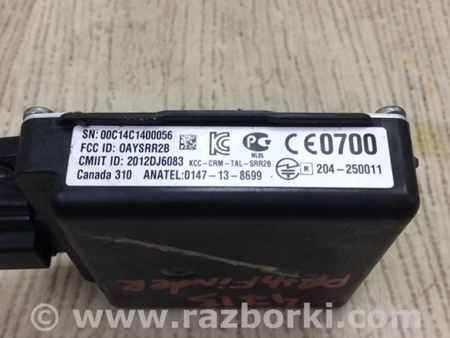 SN: 00C14C1400056
FCC ID: OAYSRR2B
CMIIT ID: 2012DJ6083
KCC-CRM-TAL-SRR2B
МЛ05
CE0700
Canada 310 ANATEL:0147-13-8699
R 204-250011
PAthFindeR
www.razborki.com